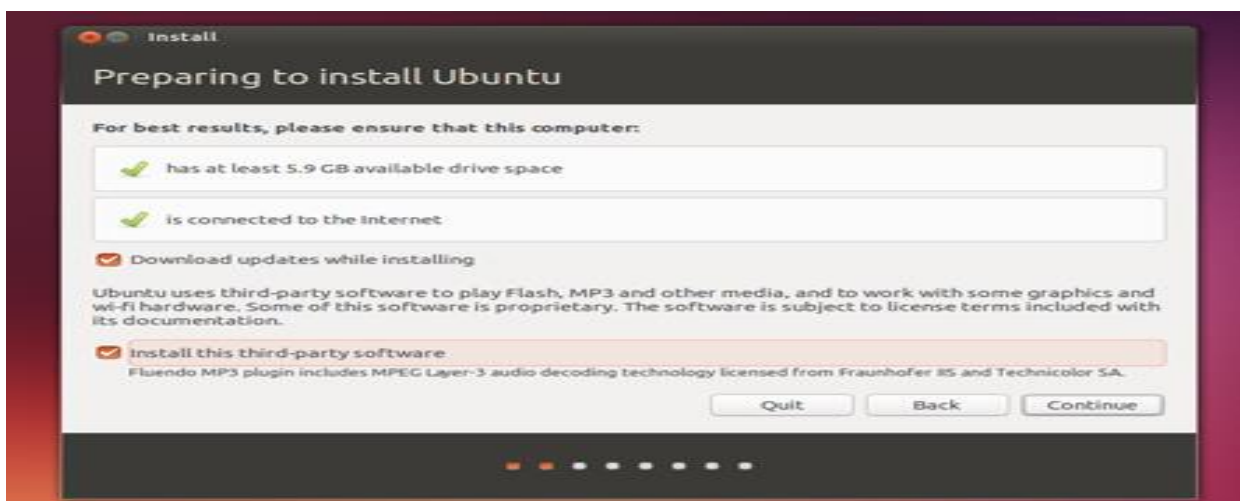 Install
Preparing to install Ubuntu
For best results, please ensure that this computer:
has at least 5.9 GB available drive space
is connected to the Internet
Download updates while installing
Ubuntu uses third-party software to play Flash, MP3 and other media, and to work with some graphics and
wi-fi hardware. Some of this software is proprietary. The software is subject to license terms included with
its documentation.
Install this third-party software
Fluendo MP3 plugin includes MPEG Layer-3 audio decoding technology licensed from Fraunhofer IIS and Technicolor SA.
Quit Back Continue